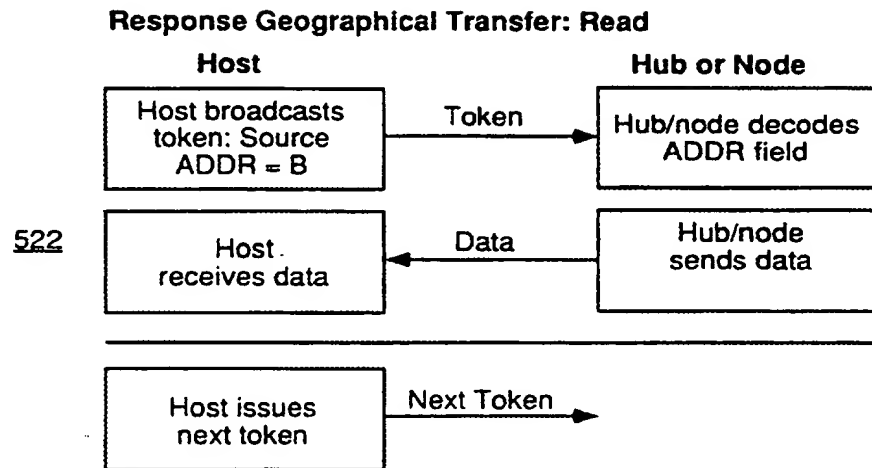 Response Geographical Transfer: Read
Host
Hub or Node
Host broadcasts
token: Source
ADDR = B
Token
Hub/node decodes
ADDR field
522
Host
receives data
Data
Hub/node
sends data
Host issues
next token
Next Token